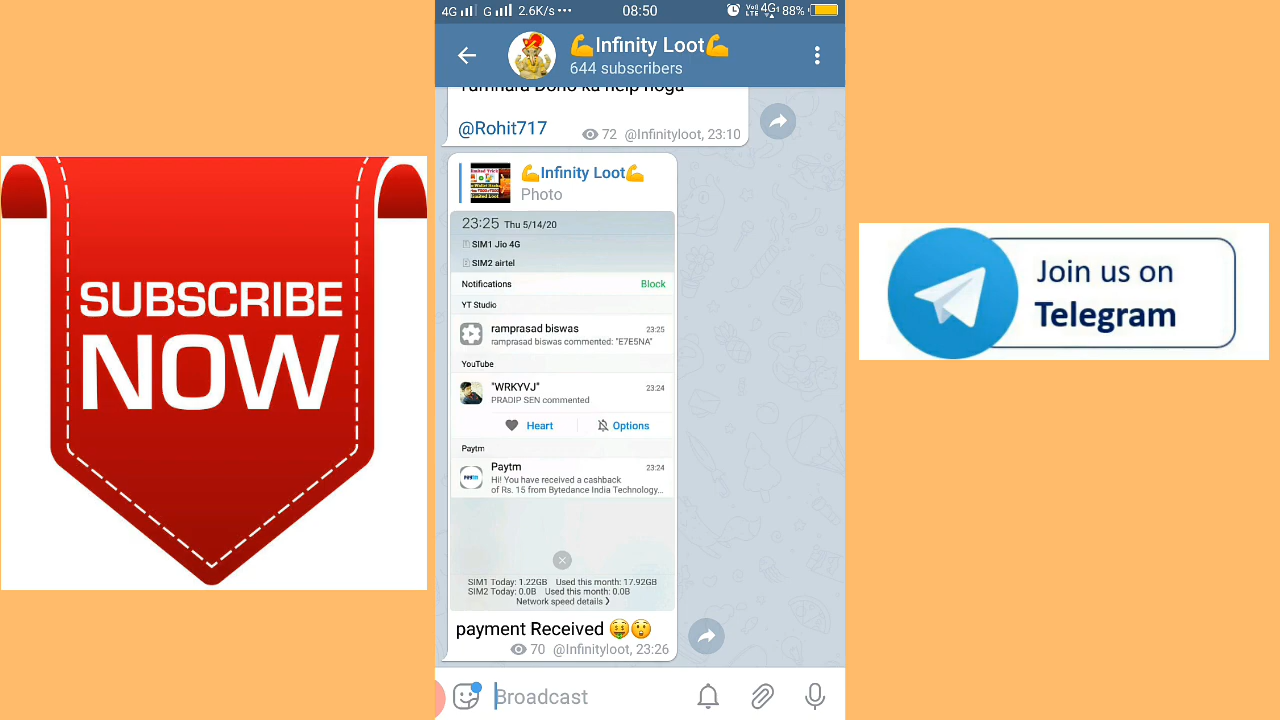 SUBSCRIBE
NOW
4G G 2.6K/s ••• 08:50 VoII LTE 4G 88%
💪Infinity Loot💪
644 subscribers
@Rohit717
72 @Infinityloot, 23:10
💪Infinity Loot💪
Photo
23:25 Thu 5/14/20
SIM1 Jio 4G
SIM2 airtel
Notifications Block
YT Studio
ramprasad biswas 23:25
ramprasad biswas commented: "E7E5NA"
YouTube
"WRKYVJ" 23:24
PRADIP SEN commented
Heart Options
Paytm
Paytm 23:24
Hi! You have received a cashback
of Rs. 15 from Bytedance India Technology...
SIM1 Today: 1.22GB Used this month: 17.92GB
SIM2 Today: 0.0B Used this month: 0.0B
Network speed details ❯
payment Received 🤑😲
70 @Infinityloot, 23:26
Broadcast
Join us on
Telegram